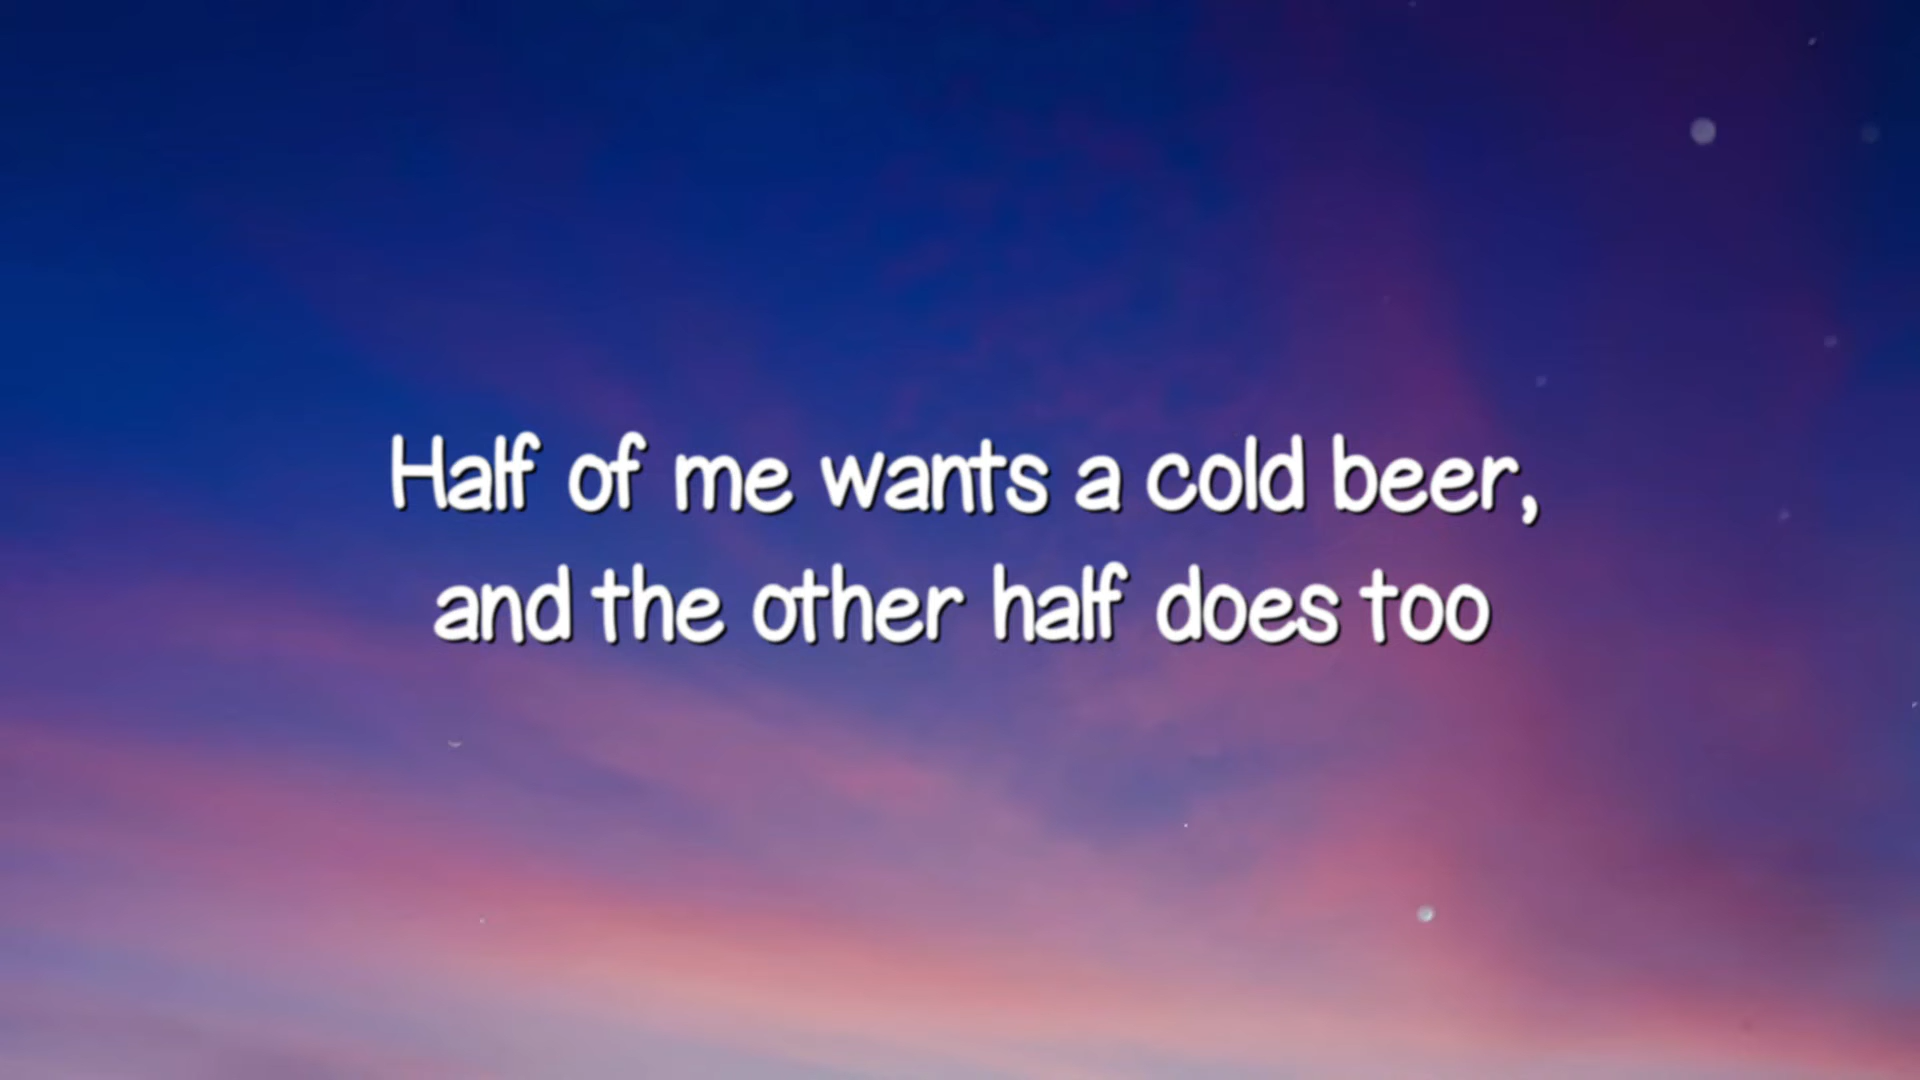 Half of me wants a cold beer,
and the other half does too